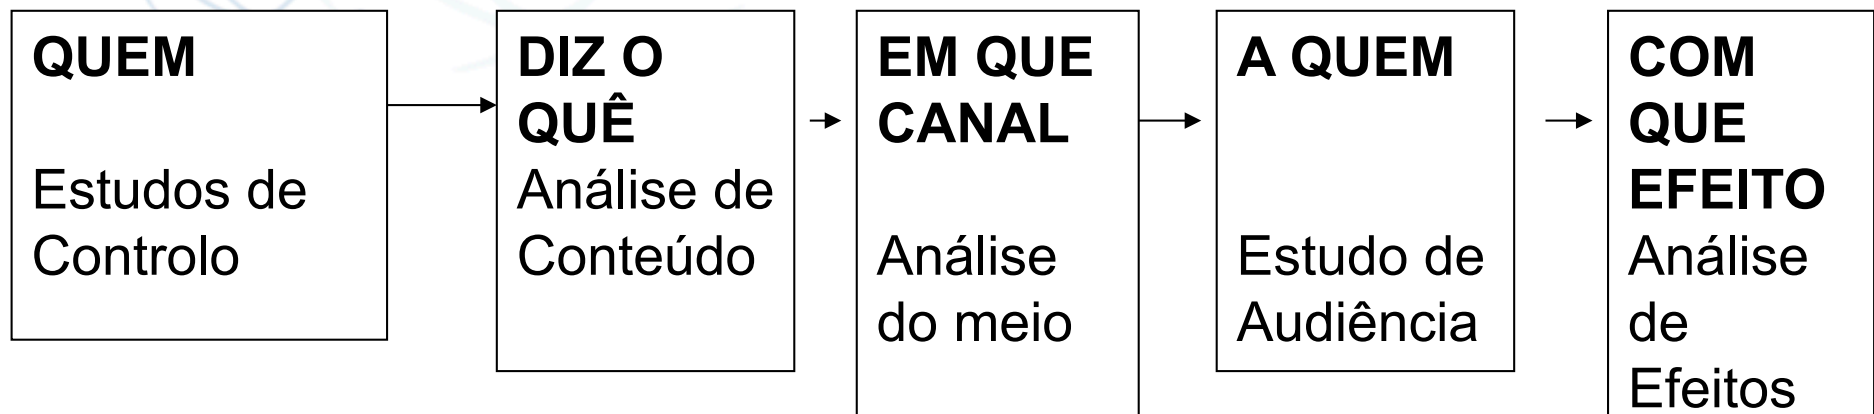 QUEM
Estudos de
Controlo
DIZ O
QUÊ
Análise de
Conteúdo
EM QUE
CANAL
Análise
do meio
A QUEM
Estudo de
Audiência
COM
QUE
EFEITO
Análise
de
Efeitos